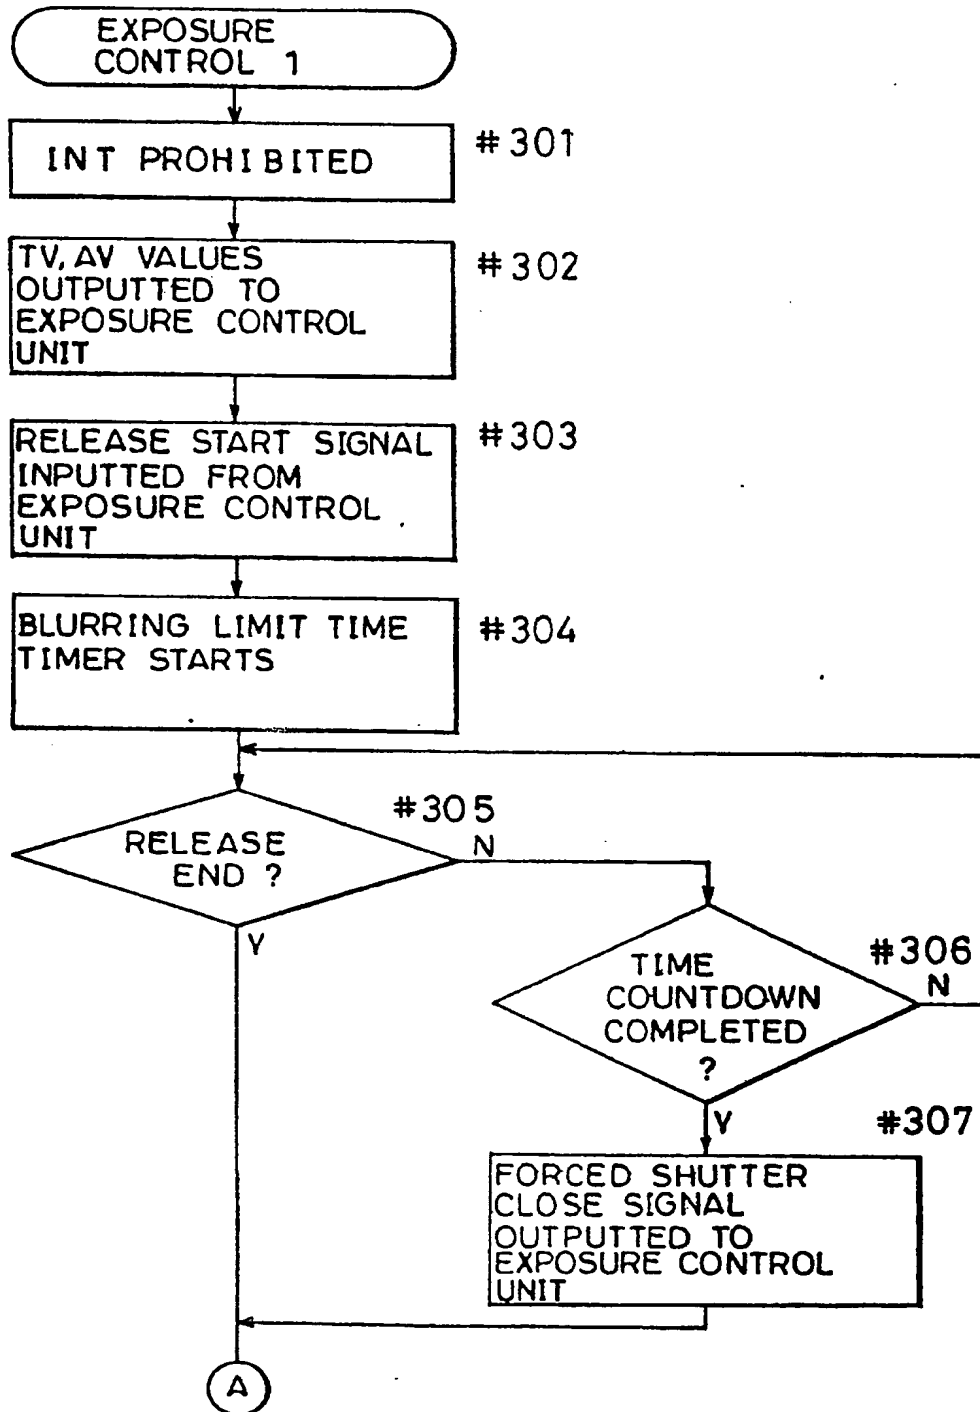 EXPOSURE
CONTROL 1
INT PROHIBITED
#301
TV, AV VALUES
OUTPUTTED TO
EXPOSURE CONTROL
UNIT
#302
RELEASE START SIGNAL
INPUTTED FROM
EXPOSURE CONTROL
UNIT
#303
BLURRING LIMIT TIME
TIMER STARTS
#304
#305
RELEASE
END ?
N
Y
#306
TIME
COUNTDOWN
COMPLETED
?
N
Y
#307
FORCED SHUTTER
CLOSE SIGNAL
OUTPUTTED TO
EXPOSURE CONTROL
UNIT
A